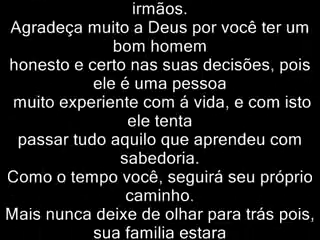 irmãos.
Agradeça muito a Deus por você ter um
bom homem
honesto e certo nas suas decisões, pois
ele é uma pessoa
muito experiente com á vida, e com isto
ele tenta
passar tudo aquilo que aprendeu com
sabedoria.
Como o tempo você, seguirá seu próprio
caminho.
Mais nunca deixe de olhar para trás pois,
sua familia estara